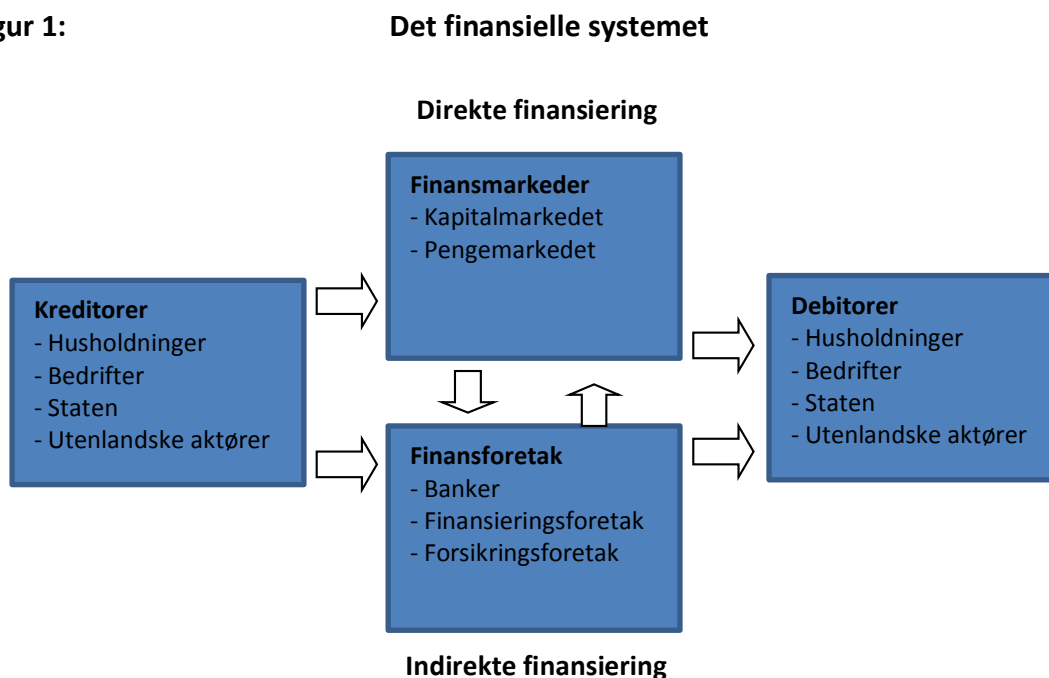 gur 1:
Det finansielle systemet
Direkte finansiering
Finansmarkeder
- Kapitalmarkedet
- Pengemarkedet
Kreditorer
- Husholdninger
- Bedrifter
- Staten
- Utenlandske aktører
Debitorer
- Husholdninger
- Bedrifter
- Staten
- Utenlandske aktører
Finansforetak
- Banker
- Finansieringsforetak
- Forsikringsforetak
Indirekte finansiering